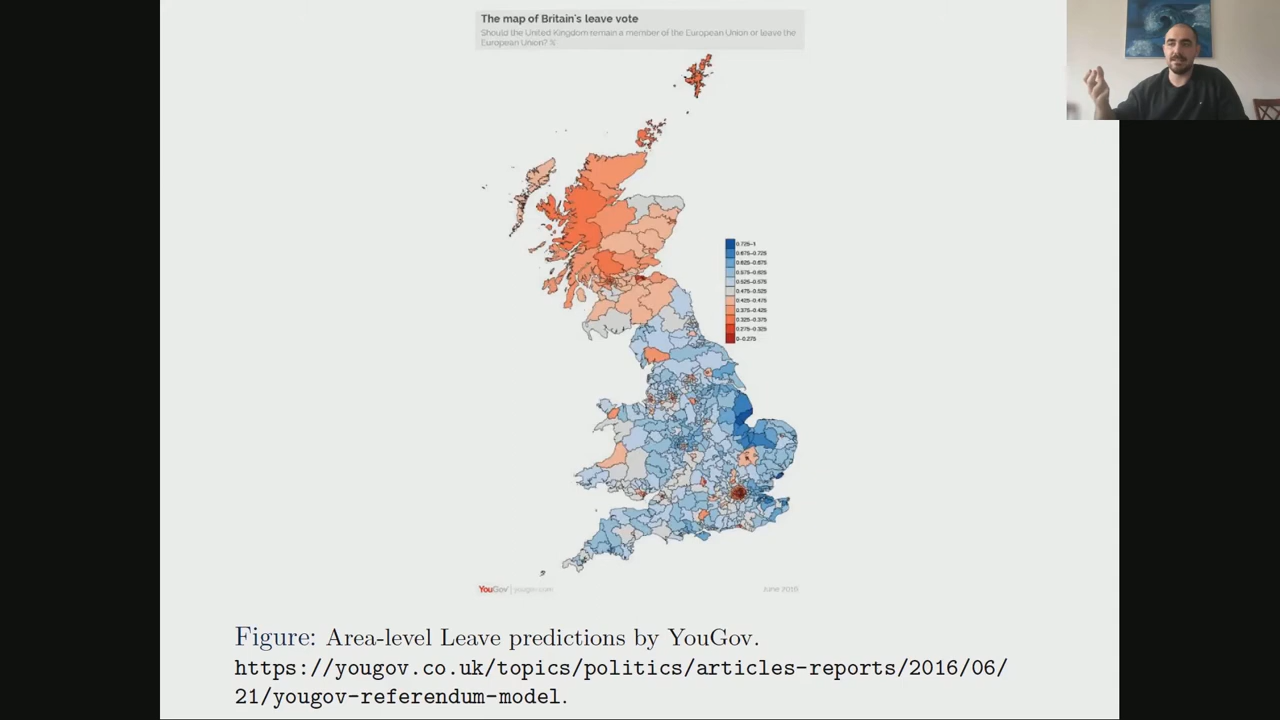 The map of Britain's leave vote
Should the United Kingdom remain a member of the European Union or leave the
European Union? %
0.725–1
0.675–0.725
0.625–0.675
0.575–0.625
0.525–0.575
0.475–0.525
0.425–0.475
0.375–0.425
0.325–0.375
0.275–0.325
0–0.275
YouGov | yougov.com
June 2016
Figure: Area-level Leave predictions by YouGov.
https://yougov.co.uk/topics/politics/articles-reports/2016/06/
21/yougov-referendum-model.